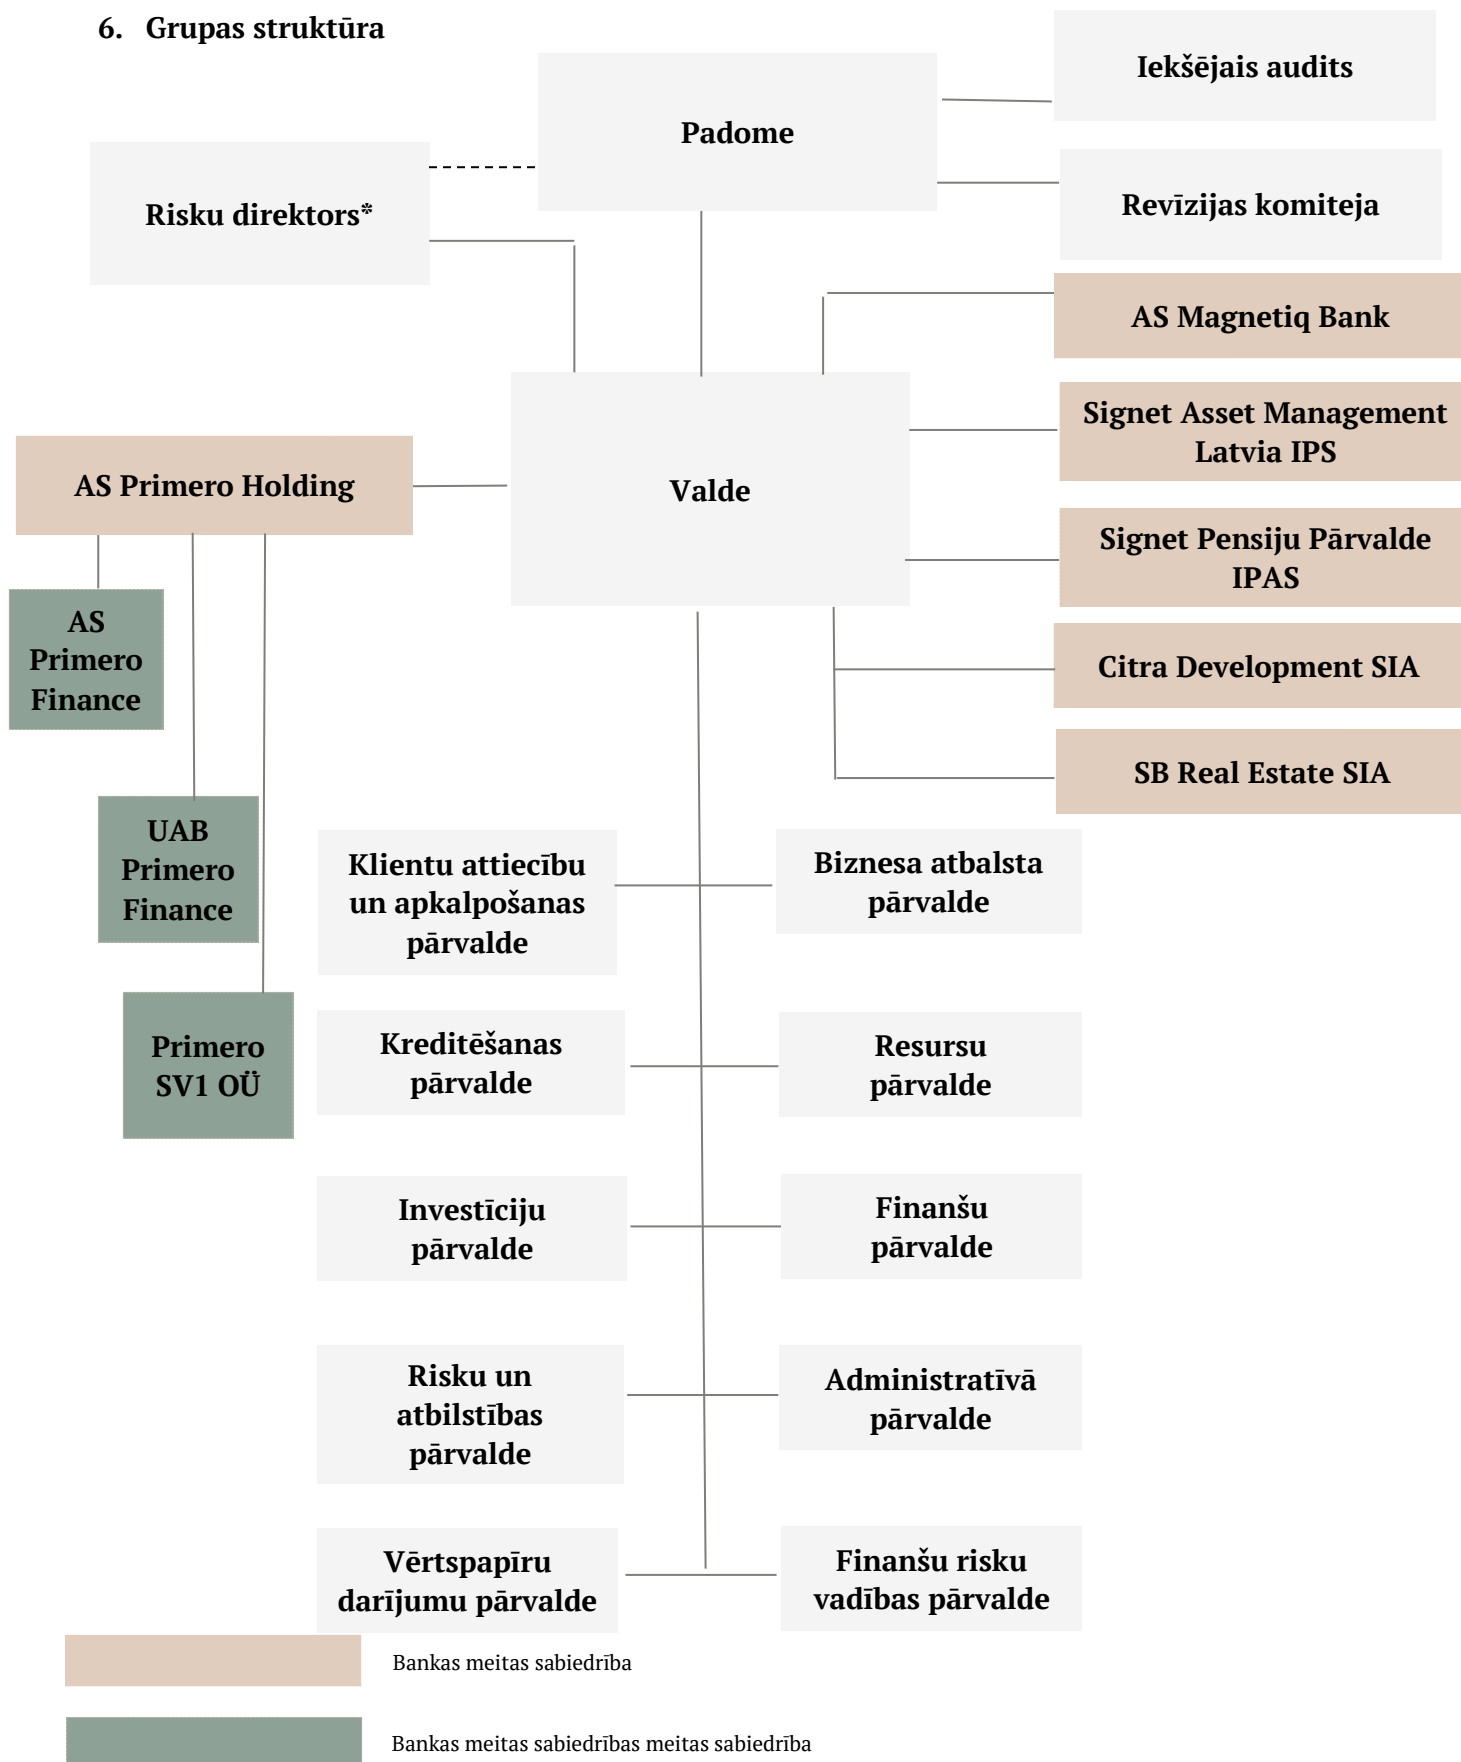 6. Grupas struktūra
Iekšējais audits
Padome
Revīzijas komiteja
Risku direktors*
AS Magnetiq Bank
Signet Asset Management
Latvia IPS
AS Primero Holding
Valde
Signet Pensiju Pārvalde
IPAS
AS
Primero
Finance
Citra Development SIA
SB Real Estate SIA
UAB
Primero
Finance
Klientu attiecību
un apkalpošanas
pārvalde
Biznesa atbalsta
pārvalde
Primero
SV1 OÜ
Kreditēšanas
pārvalde
Resursu
pārvalde
Investīciju
pārvalde
Finanšu
pārvalde
Risku un
atbilstības
pārvalde
Administratīvā
pārvalde
Vērtspapīru
darījumu pārvalde
Finanšu risku
vadības pārvalde
Bankas meitas sabiedrība
Bankas meitas sabiedrības meitas sabiedrība